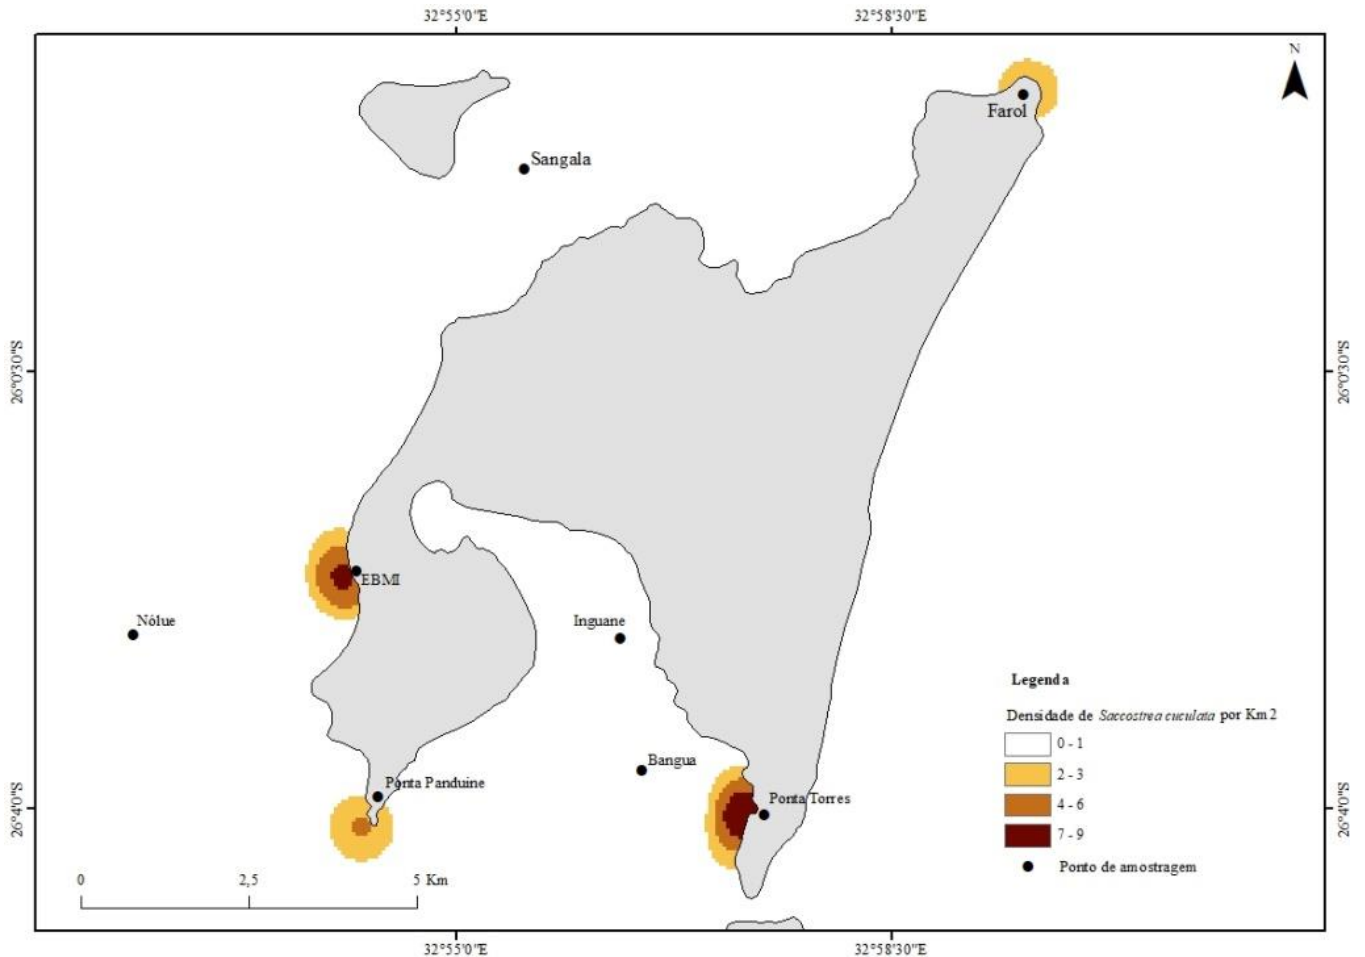 32°55'0"E
32°58'30"E
N
Farol
Sangala
26°0'30"S
26°0'30"S
EBMI
Nólue
Inguane
Legenda
Densidade de Saccostrea cuculata por Km2
0 - 1
Bangua
2 - 3
Ponta Panduine
Ponta Torres
4 - 6
26°4'0"S
26°4'0"S
7 - 9
Ponto de amostragem
0
2,5
5 Km
32°55'0"E
32°58'30"E